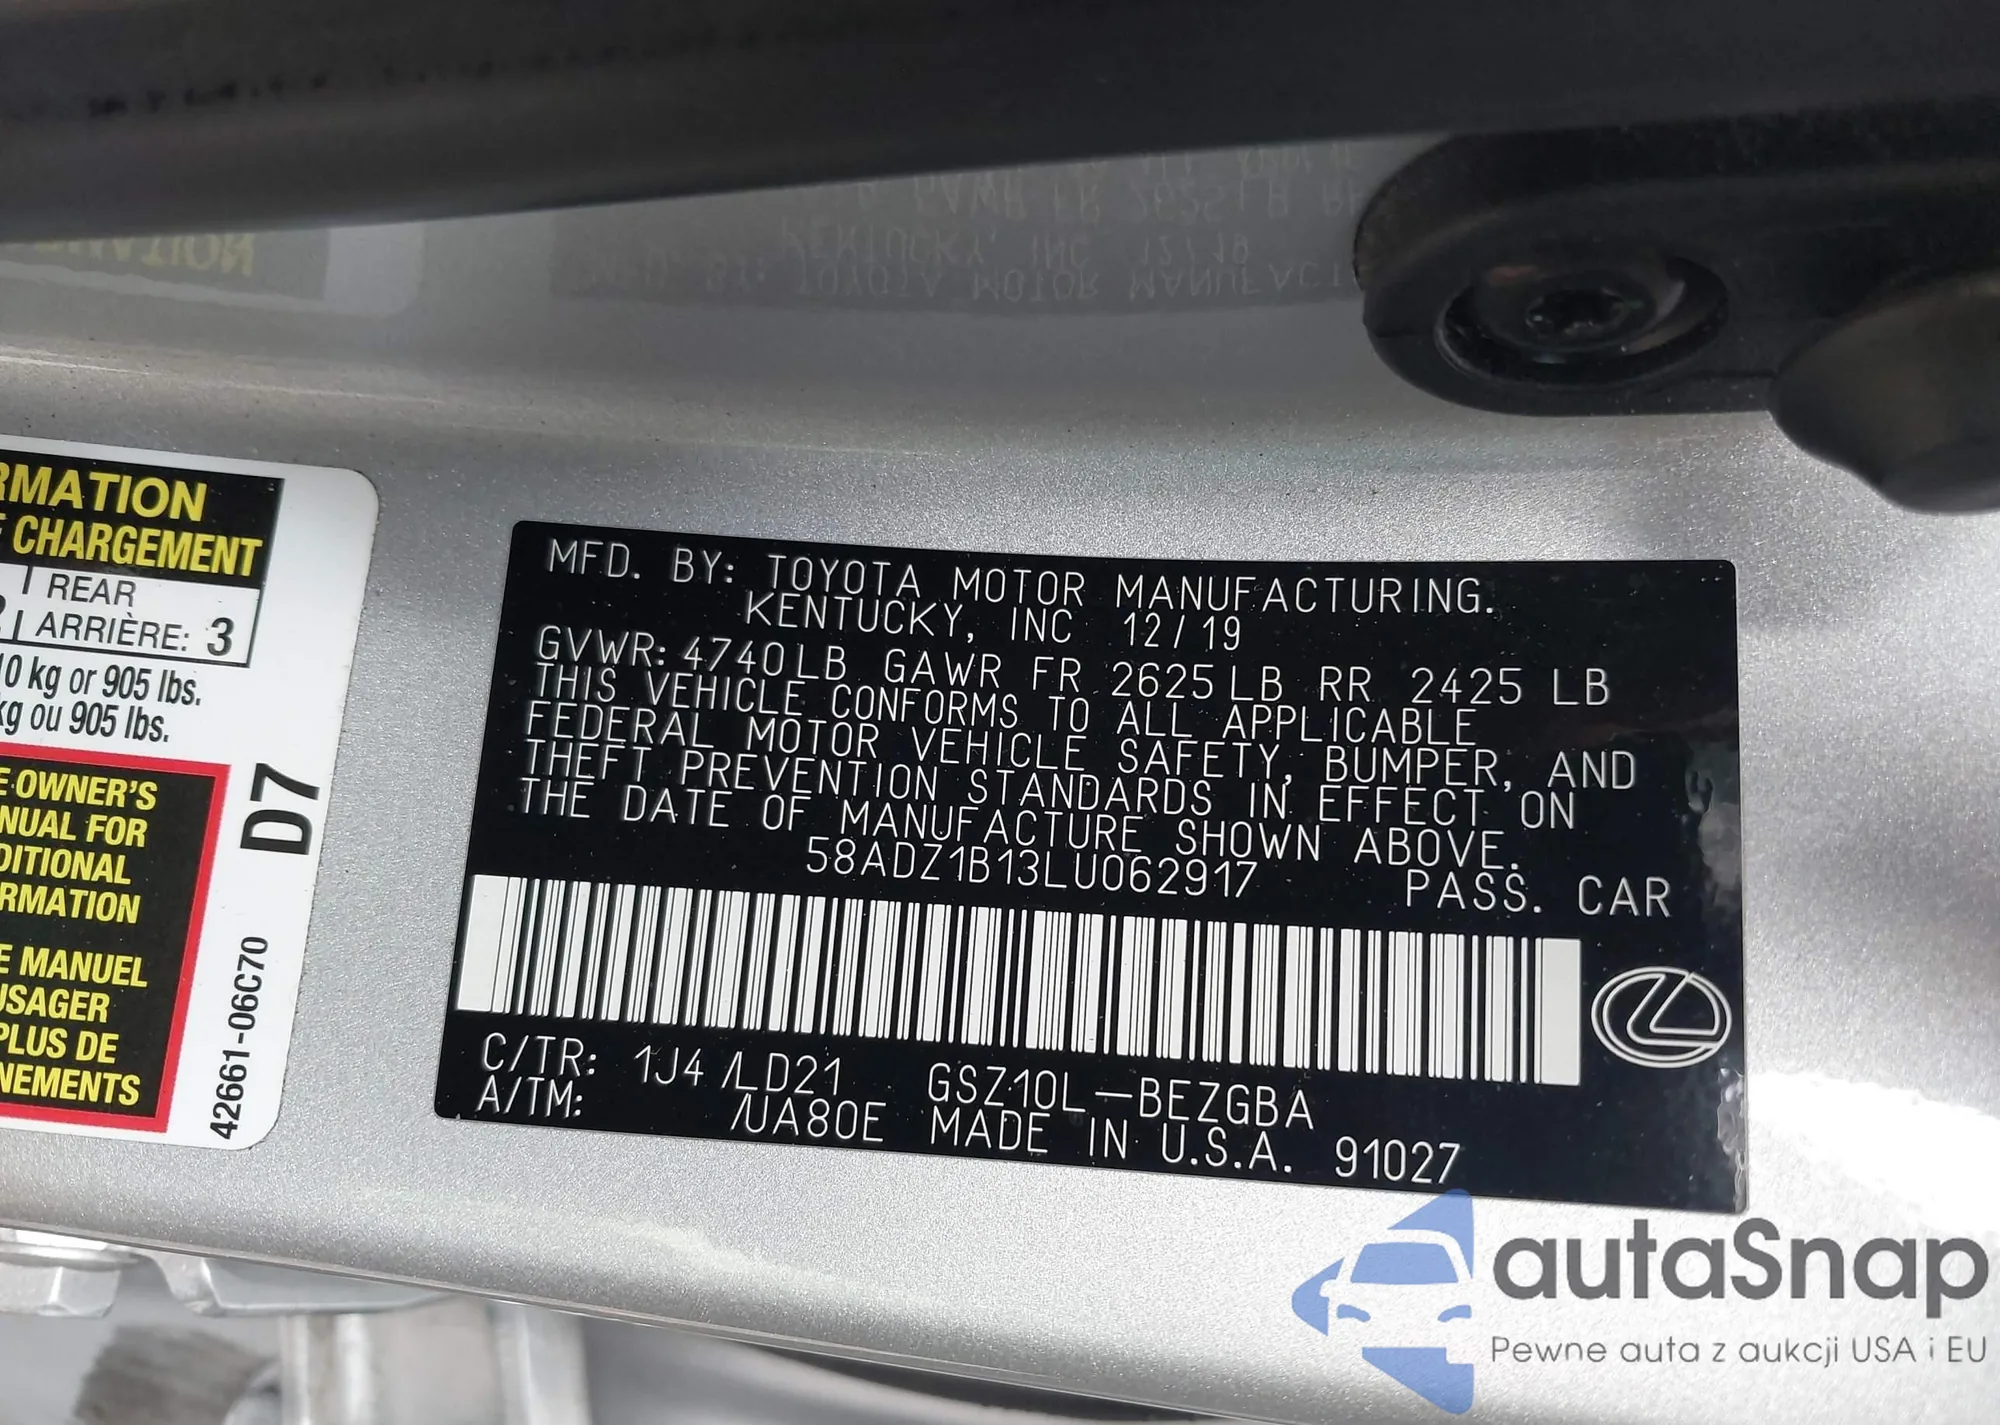 RMATION
E CHARGEMENT
REAR
ARRIÈRE: 3
10 kg or 905 lbs.
kg ou 905 lbs.
E OWNER'S
NUAL FOR
DITIONAL
RMATION
E MANUEL
USAGER
PLUS DE
NEMENTS
D7
42661-06C70
MFD. BY: TOYOTA MOTOR MANUFACTURING.
KENTUCKY, INC 12/19
GVWR: 4740LB GAWR FR 2625LB RR 2425 LB
THIS VEHICLE CONFORMS TO ALL APPLICABLE
FEDERAL MOTOR VEHICLE SAFETY, BUMPER, AND
THEFT PREVENTION STANDARDS IN EFFECT ON
THE DATE OF MANUFACTURE SHOWN ABOVE.
58ADZ1B13LU062917 PASS. CAR
C/TR: 1J4 /LD21 GSZ10L-BEZGBA
A/TM: /UA80E MADE IN U.S.A. 91027
autaSnap
Pewne auta z aukcji USA i EU